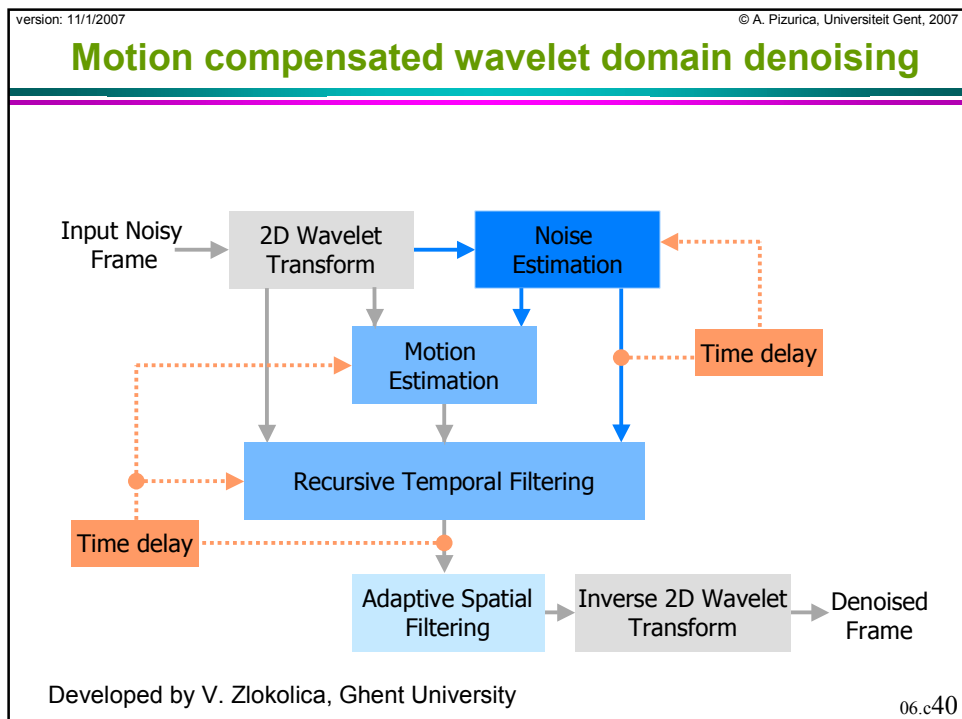 version: 11/1/2007
© A. Pizurica, Universiteit Gent, 2007
Motion compensated wavelet domain denoising
Input Noisy
Frame
2D Wavelet
Transform
Noise
Estimation
Motion
Estimation
Time delay
Recursive Temporal Filtering
Time delay
Adaptive Spatial
Filtering
Inverse 2D Wavelet
Transform
Denoised
Frame
Developed by V. Zlokolica, Ghent University
06.c40